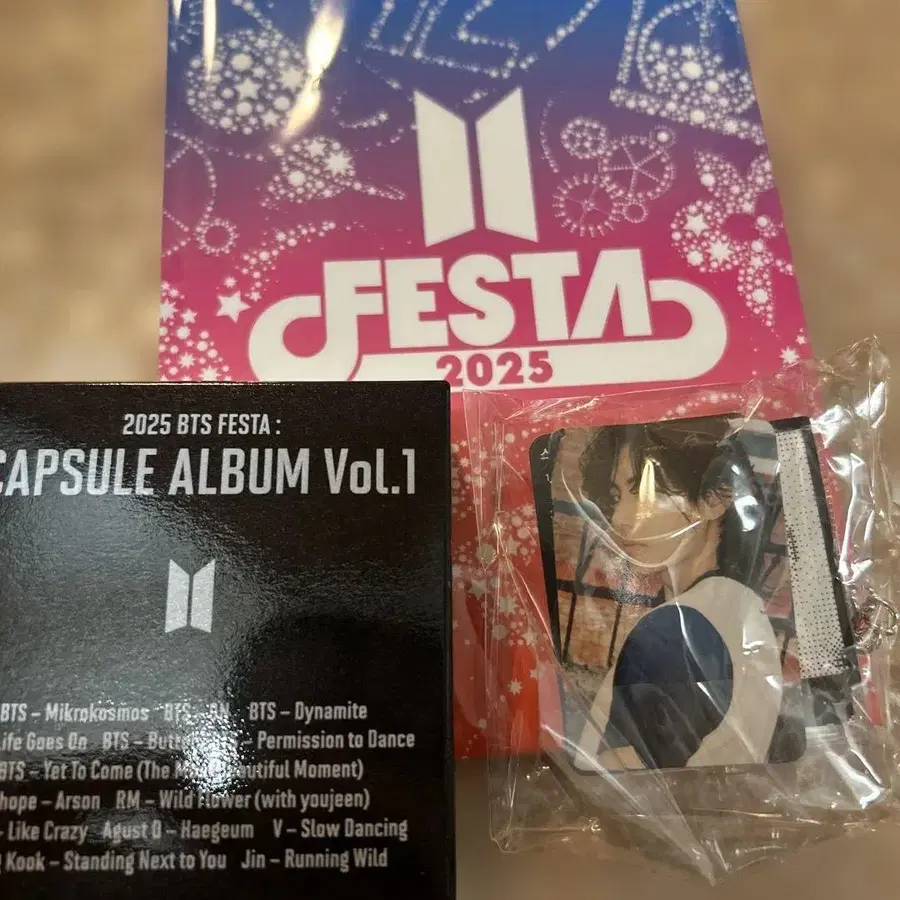 FESTA
2025
2025 BTS FESTA :
CAPSULE ALBUM Vol.1
BTS – Mikrokosmos BTS – ON BTS – Dynamite
Life Goes On BTS – Butter – Permission to Dance
BTS – Yet To Come (The Most Beautiful Moment)
hope – Arson RM – Wild Flower (with youjeen)
– Like Crazy Agust D – Haegeum V – Slow Dancing
Kook – Standing Next to You Jin – Running Wild